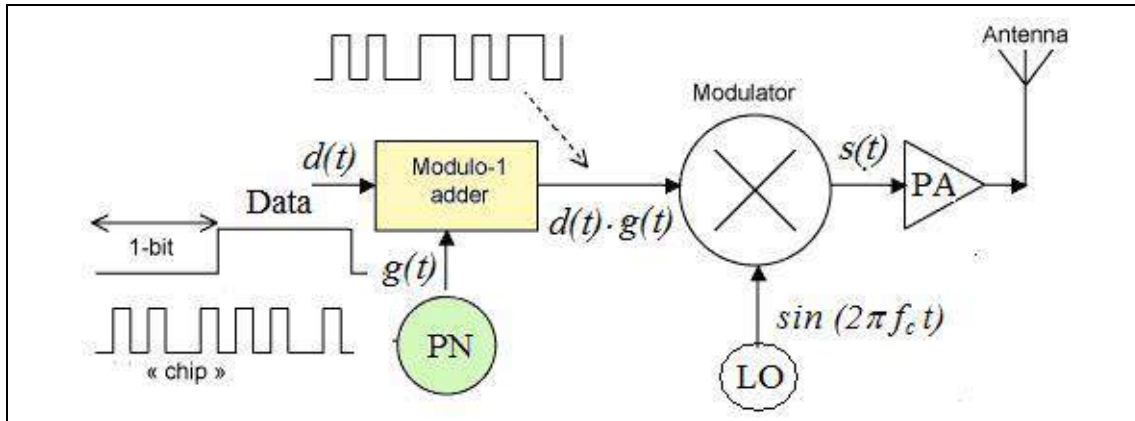 Antenna
Modulator
d(t)
Modulo-1
adder
s(t)
PA
Data
d(t) · g(t)
1-bit
g(t)
sin (2π f_c t)
PN
« chip »
LO